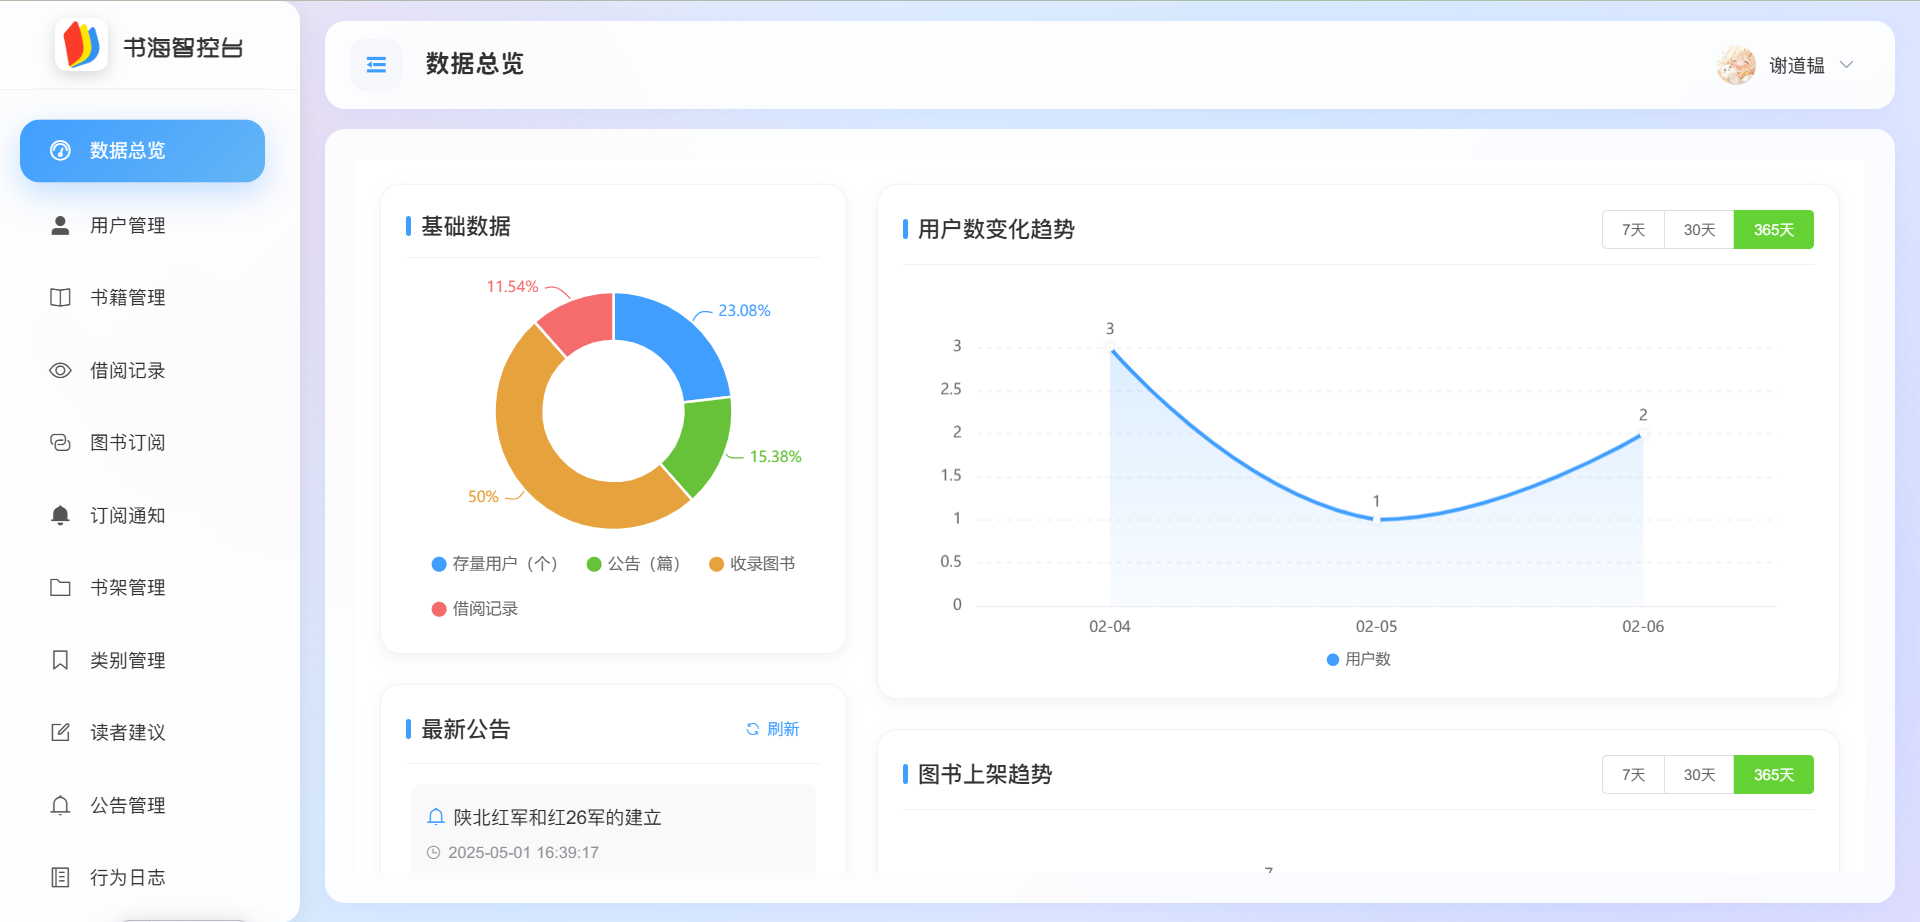 书海智控台
数据总览
用户管理
书籍管理
借阅记录
图书订阅
订阅通知
书架管理
类别管理
读者建议
公告管理
行为日志
数据总览
谢道韫
基础数据
11.54%
23.08%
15.38%
50%
存量用户（个）
公告（篇）
收录图书
借阅记录
最新公告
刷新
陕北红军和红26军的建立
2025-05-01 16:39:17
用户数变化趋势
7天
30天
365天
3
2.5
2
1.5
1
0.5
0
3
1
2
02-04
02-05
02-06
用户数
图书上架趋势
7天
30天
365天
7